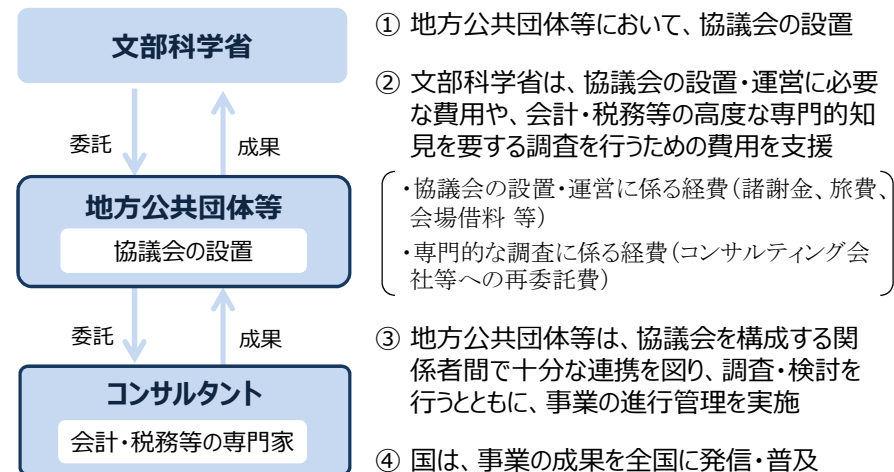 文部科学省
委託
成果
地方公共団体等
協議会の設置
委託
成果
コンサルタント
会計・税務等の専門家
① 地方公共団体等において、協議会の設置
② 文部科学省は、協議会の設置・運営に必要
な費用や、会計・税務等の高度な専門的知
見を要する調査を行うための費用を支援
・協議会の設置・運営に係る経費（諸謝金、旅費、
会場借料 等）
・専門的な調査に係る経費（コンサルティング会
社等への再委託費）
③ 地方公共団体等は、協議会を構成する関
係者間で十分な連携を図り、調査・検討を
行うとともに、事業の進行管理を実施
④ 国は、事業の成果を全国に発信・普及